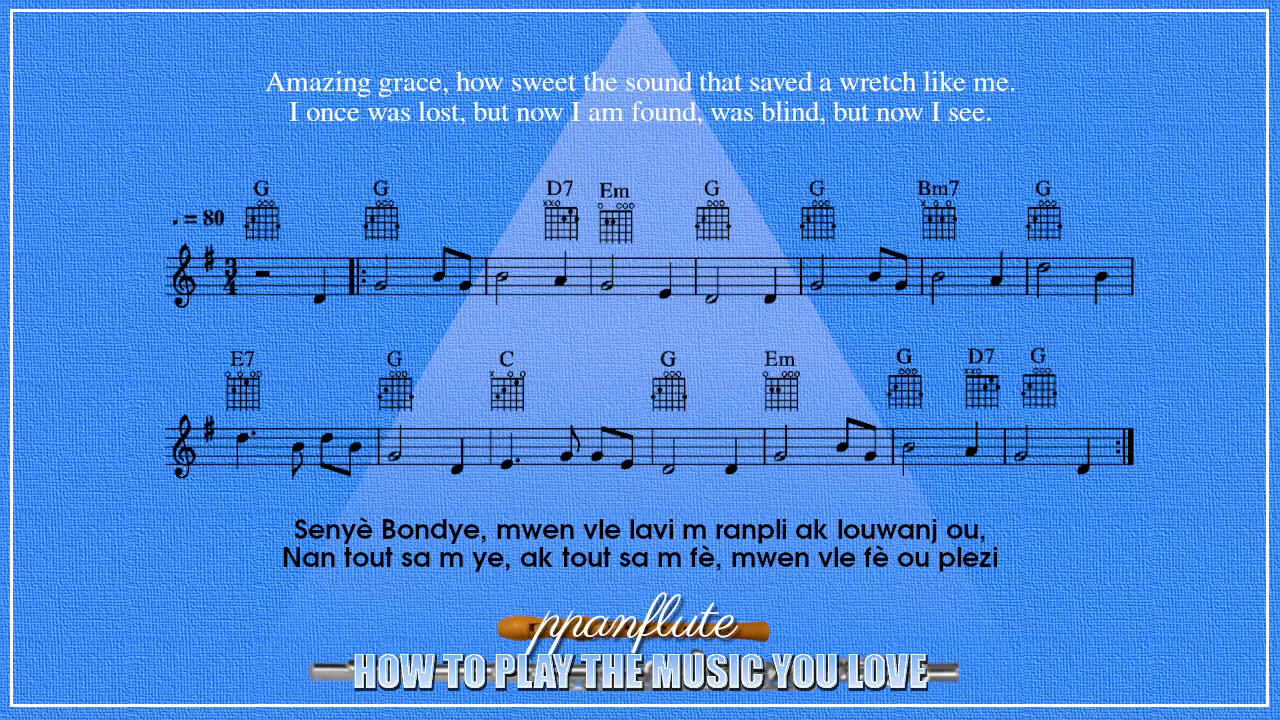 Amazing grace, how sweet the sound that saved a wretch like me.
I once was lost, but now I am found, was blind, but now I see.
G G D7 Em G G Bm7 G
♩ = 80
3
4
E7 G C G Em G D7 G
Senyè Bondye, mwen vle lavi m ranpli ak louwanj ou,
Nan tout sa m ye, ak tout sa m fè, mwen vle fè ou plezi
ppanflute
HOW TO PLAY THE MUSIC YOU LOVE